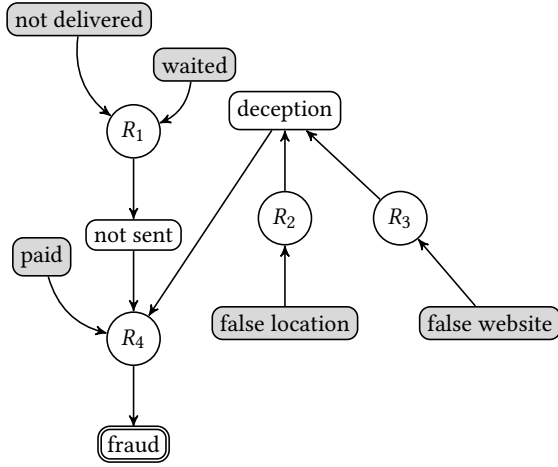 not delivered
waited
deception
R₁
R₂
R₃
not sent
paid
false location
false website
R₄
fraud